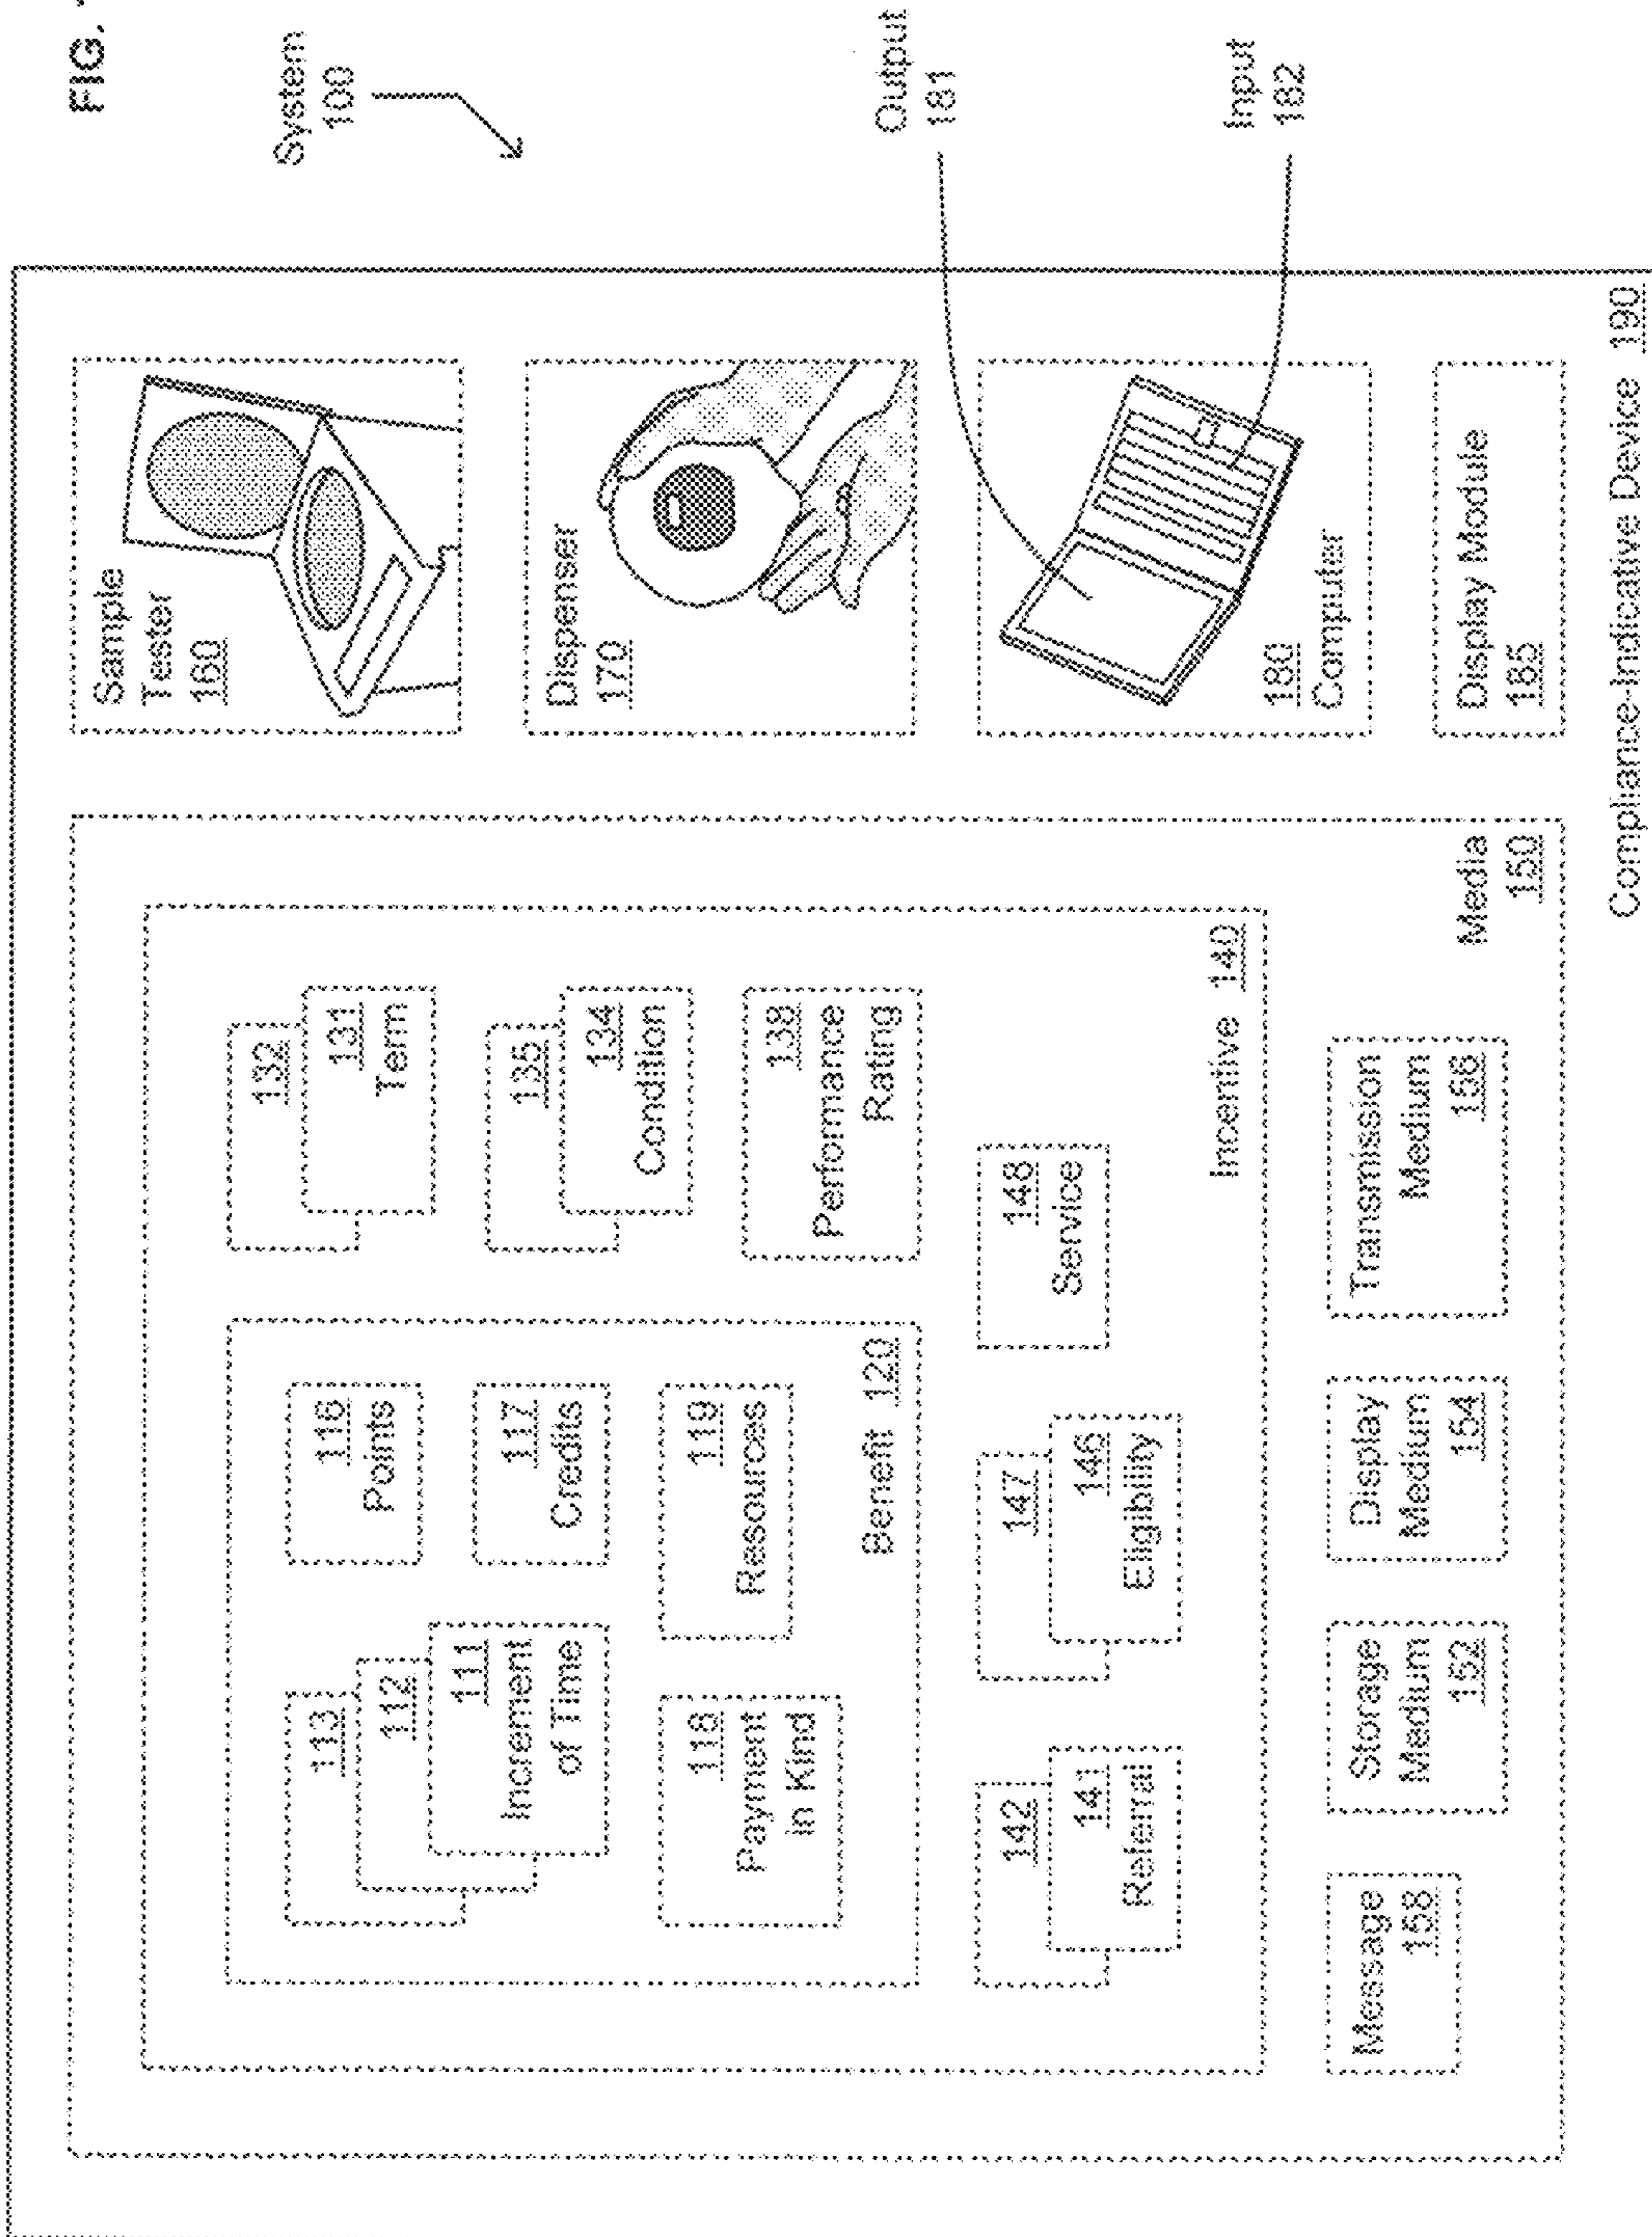 FIG.
System
100
113
112
111
Increment
of Time
116
Points
117
Credits
118
Payment
in Kind
119
Resources
Benefit 120
132
131
Term
135
134
Condition
138
Performance
Rating
142
141
Referral
147
146
Eligibility
148
Service
Incentive 140
Message
158
Storage
Medium
152
Display
Medium
154
Transmission
Medium
156
Media
150
Sample
Tester
160
Dispenser
170
180
Computer
Output
181
Input
182
Display Module
185
Compliance-Indicative Device 190